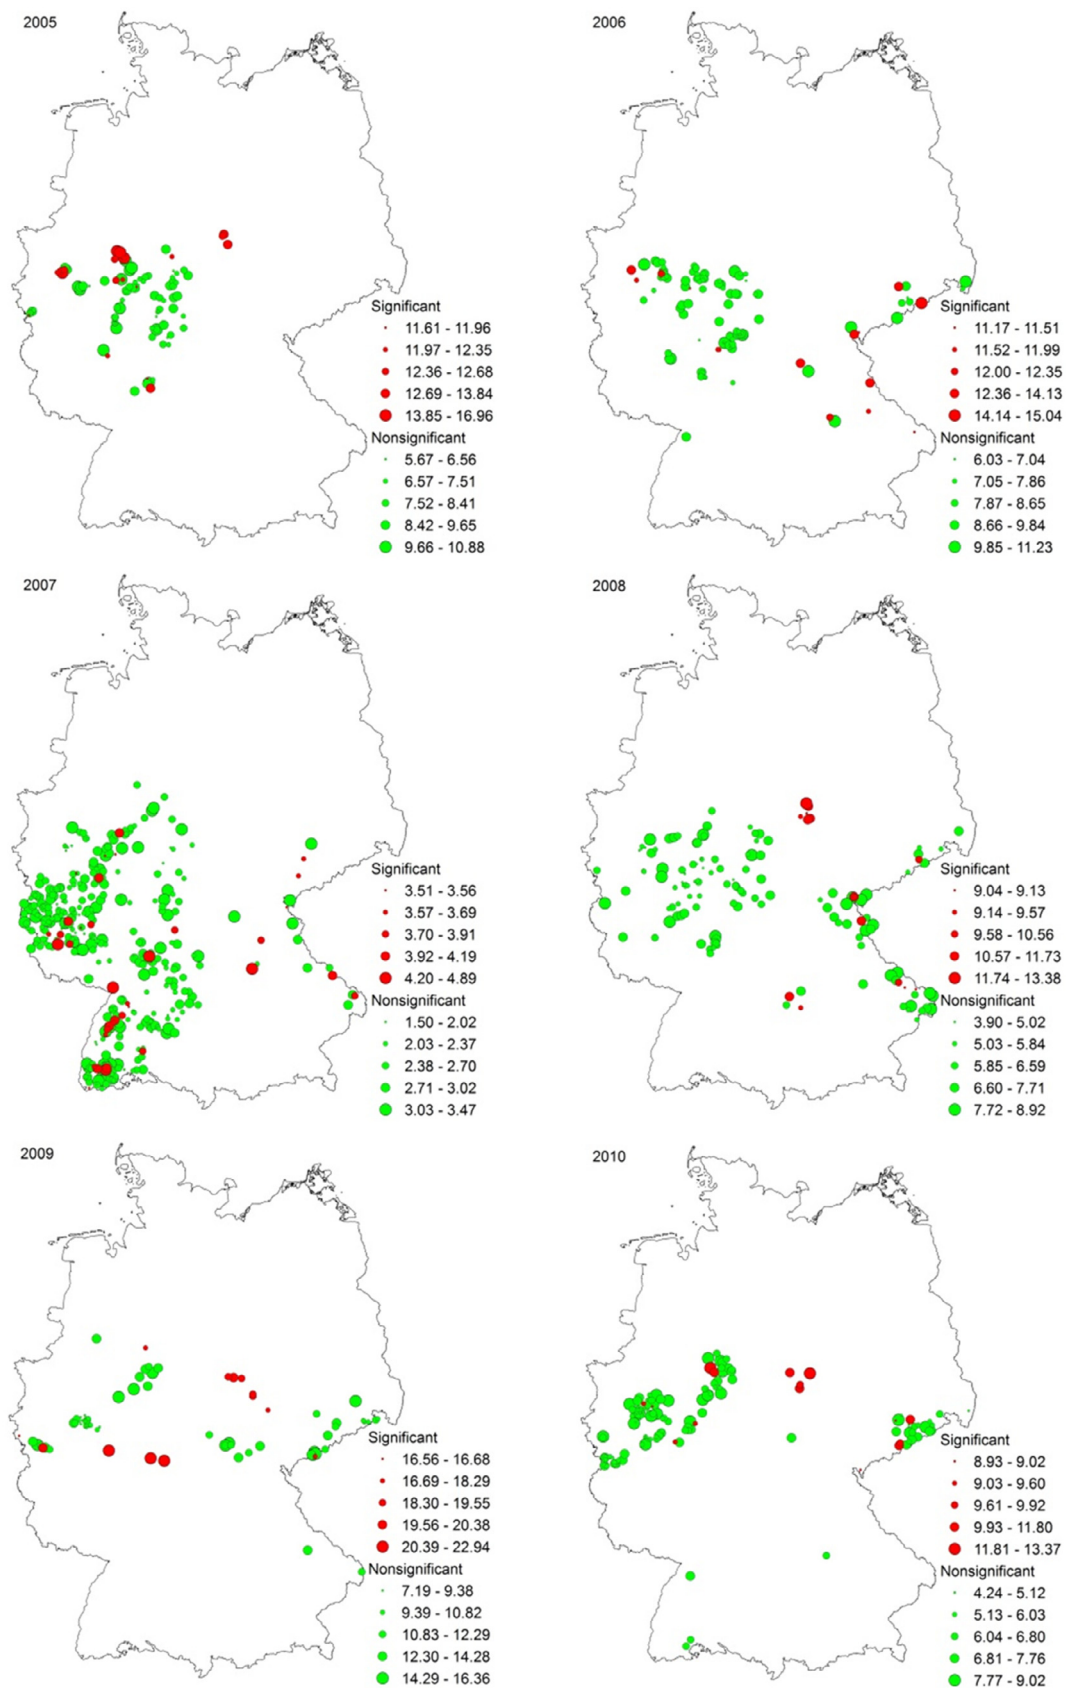 2005
Significant
11.61 - 11.96
11.97 - 12.35
12.36 - 12.68
12.69 - 13.84
13.85 - 16.96
Nonsignificant
5.67 - 6.56
6.57 - 7.51
7.52 - 8.41
8.42 - 9.65
9.66 - 10.88
2006
Significant
11.17 - 11.51
11.52 - 11.99
12.00 - 12.35
12.36 - 14.13
14.14 - 15.04
Nonsignificant
6.03 - 7.04
7.05 - 7.86
7.87 - 8.65
8.66 - 9.84
9.85 - 11.23
2007
Significant
3.51 - 3.56
3.57 - 3.69
3.70 - 3.91
3.92 - 4.19
4.20 - 4.89
Nonsignificant
1.50 - 2.02
2.03 - 2.37
2.38 - 2.70
2.71 - 3.02
3.03 - 3.47
2008
Significant
9.04 - 9.13
9.14 - 9.57
9.58 - 10.56
10.57 - 11.73
11.74 - 13.38
Nonsignificant
3.90 - 5.02
5.03 - 5.84
5.85 - 6.59
6.60 - 7.71
7.72 - 8.92
2009
Significant
16.56 - 16.68
16.69 - 18.29
18.30 - 19.55
19.56 - 20.38
20.39 - 22.94
Nonsignificant
7.19 - 9.38
9.39 - 10.82
10.83 - 12.29
12.30 - 14.28
14.29 - 16.36
2010
Significant
8.93 - 9.02
9.03 - 9.60
9.61 - 9.92
9.93 - 11.80
11.81 - 13.37
Nonsignificant
4.24 - 5.12
5.13 - 6.03
6.04 - 6.80
6.81 - 7.76
7.77 - 9.02